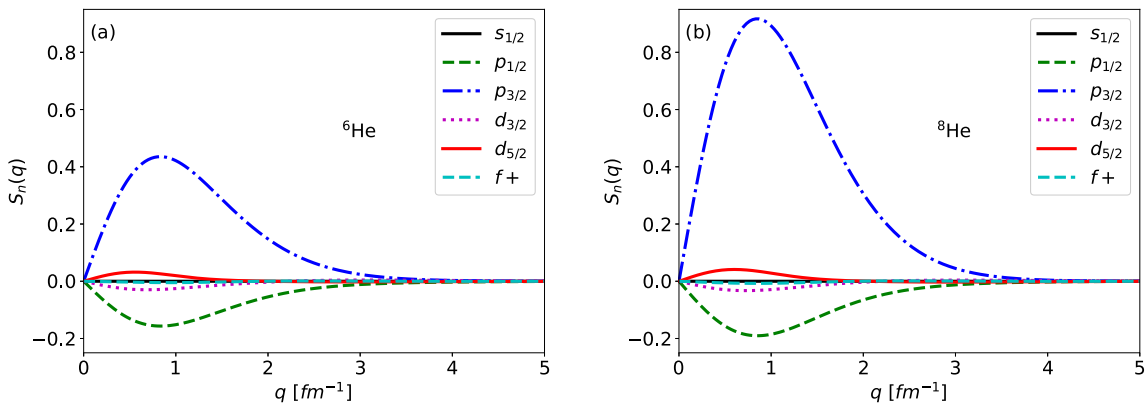 (a)
s1/2
p1/2
p3/2
d3/2
d5/2
f+
6He
Sn(q)
0.8
0.6
0.4
0.2
0.0
−0.2
0
1
2
3
4
5
q [fm−1]
(b)
s1/2
p1/2
p3/2
d3/2
d5/2
f+
8He
Sn(q)
0.8
0.6
0.4
0.2
0.0
−0.2
0
1
2
3
4
5
q [fm−1]